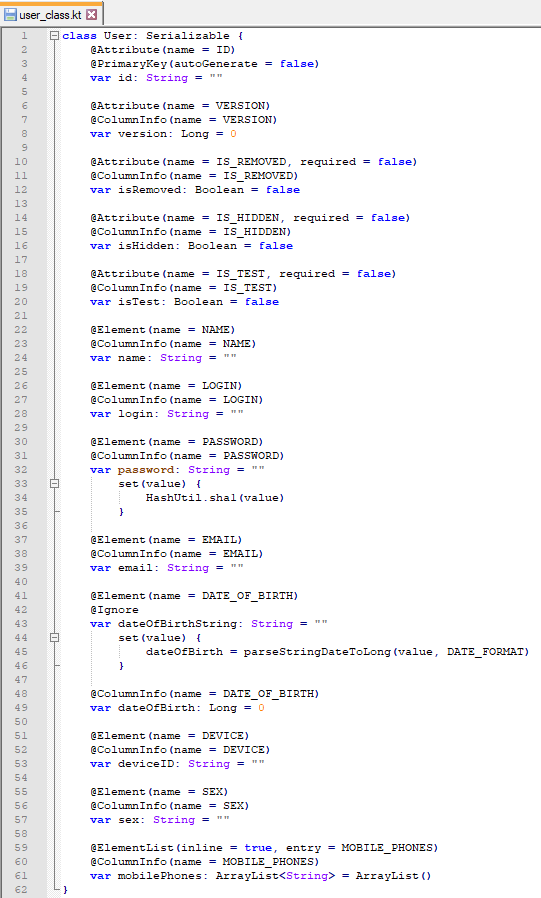 user_class.kt
1 class User: Serializable {
2 @Attribute(name = ID)
3 @PrimaryKey(autoGenerate = false)
4 var id: String = ""
5
6 @Attribute(name = VERSION)
7 @ColumnInfo(name = VERSION)
8 var version: Long = 0
9
10 @Attribute(name = IS_REMOVED, required = false)
11 @ColumnInfo(name = IS_REMOVED)
12 var isRemoved: Boolean = false
13
14 @Attribute(name = IS_HIDDEN, required = false)
15 @ColumnInfo(name = IS_HIDDEN)
16 var isHidden: Boolean = false
17
18 @Attribute(name = IS_TEST, required = false)
19 @ColumnInfo(name = IS_TEST)
20 var isTest: Boolean = false
21
22 @Element(name = NAME)
23 @ColumnInfo(name = NAME)
24 var name: String = ""
25
26 @Element(name = LOGIN)
27 @ColumnInfo(name = LOGIN)
28 var login: String = ""
29
30 @Element(name = PASSWORD)
31 @ColumnInfo(name = PASSWORD)
32 var password: String = ""
33 set(value) {
34 HashUtil.sha1(value)
35 }
36
37 @Element(name = EMAIL)
38 @ColumnInfo(name = EMAIL)
39 var email: String = ""
40
41 @Element(name = DATE_OF_BIRTH)
42 @Ignore
43 var dateOfBirthString: String = ""
44 set(value) {
45 dateOfBirth = parseStringDateToLong(value, DATE_FORMAT)
46 }
47
48 @ColumnInfo(name = DATE_OF_BIRTH)
49 var dateOfBirth: Long = 0
50
51 @Element(name = DEVICE)
52 @ColumnInfo(name = DEVICE)
53 var deviceID: String = ""
54
55 @Element(name = SEX)
56 @ColumnInfo(name = SEX)
57 var sex: String = ""
58
59 @ElementList(inline = true, entry = MOBILE_PHONES)
60 @ColumnInfo(name = MOBILE_PHONES)
61 var mobilePhones: ArrayList<String> = ArrayList()
62 }